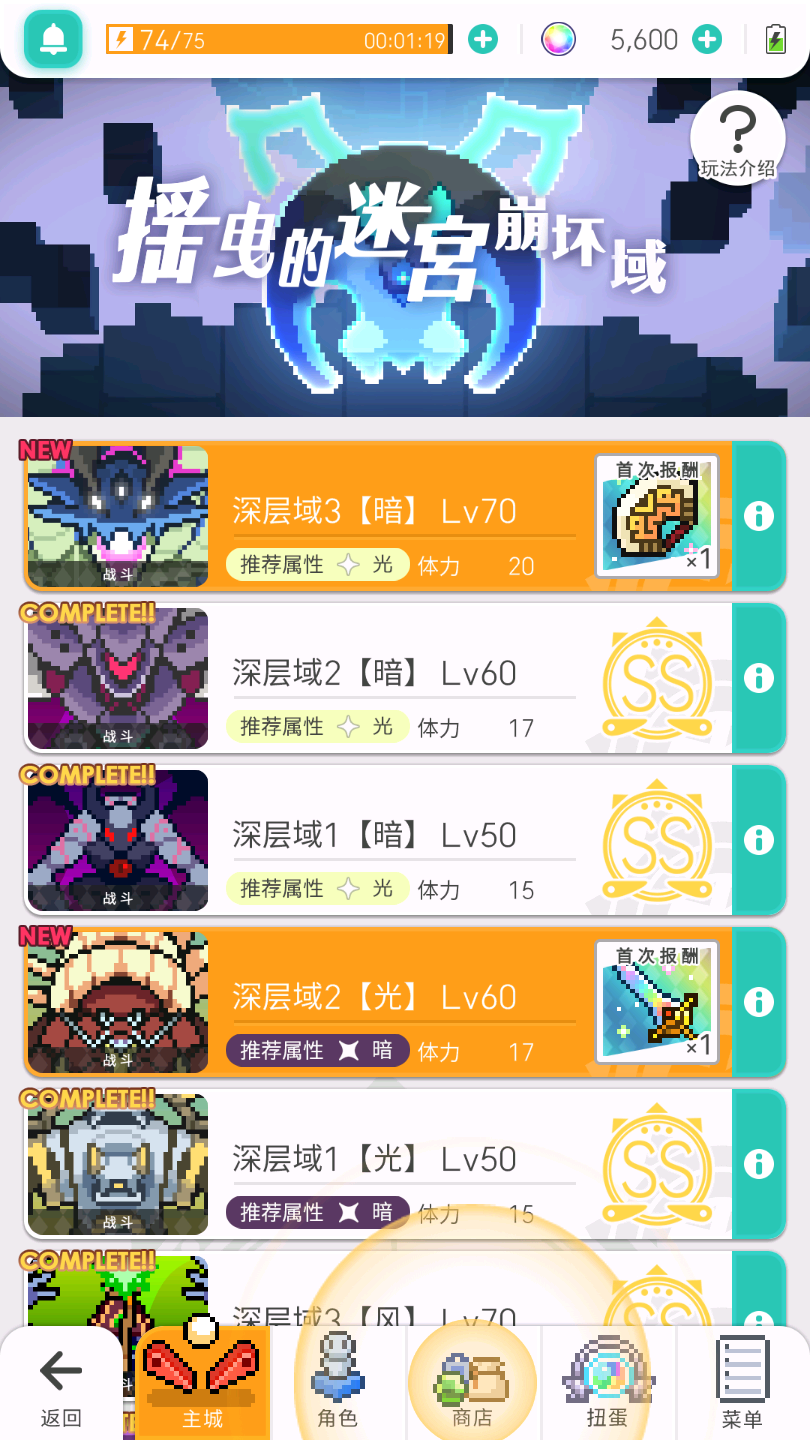 74/75
00:01:19
5,600
玩法介绍
摇曳的迷宫崩坏域
NEW
深层域3【暗】 Lv70
首次报酬
×1
战斗
推荐属性 光 体力 20
COMPLETE!!
深层域2【暗】 Lv60
SS
战斗
推荐属性 光 体力 17
COMPLETE!!
深层域1【暗】 Lv50
SS
战斗
推荐属性 光 体力 15
NEW
深层域2【光】 Lv60
首次报酬
×1
战斗
推荐属性 暗 体力 17
COMPLETE!!
深层域1【光】 Lv50
SS
战斗
推荐属性 暗 体力 15
COMPLETE!!
深层域3【风】 Lv70
SS
返回
主城
角色
商店
扭蛋
菜单